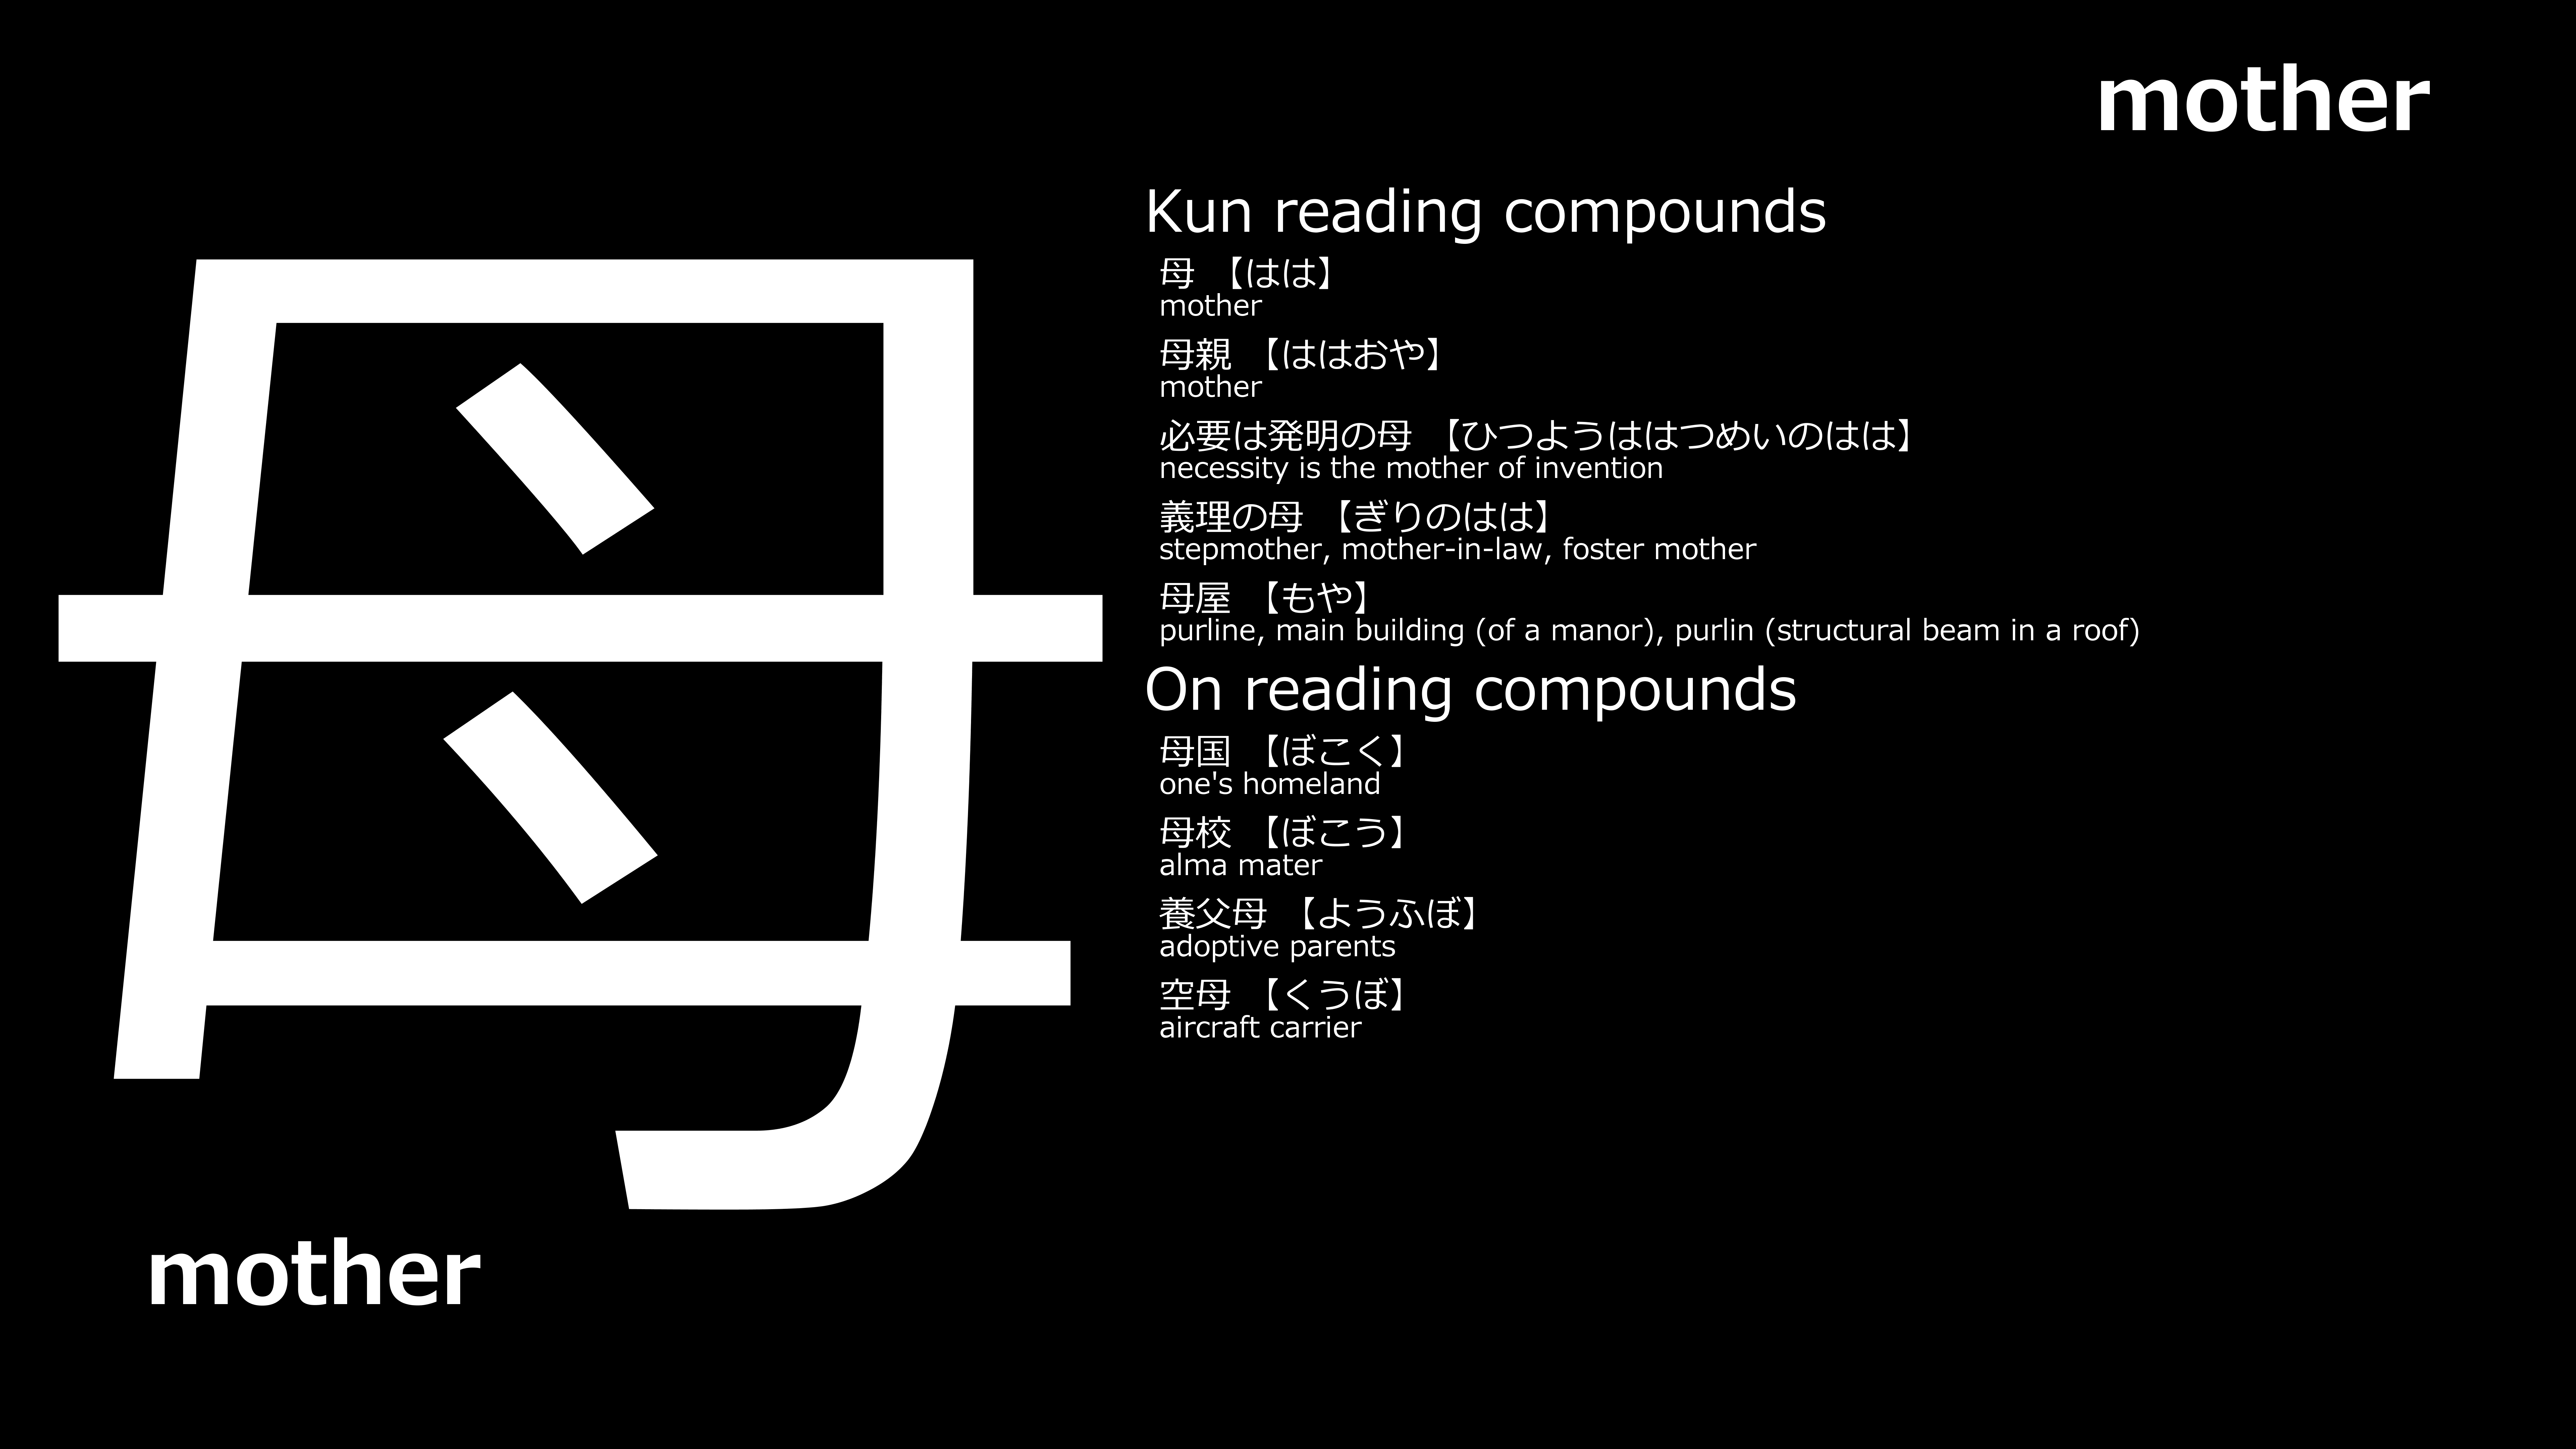 mother
母
mother
Kun reading compounds
母 【はは】
mother
母親 【ははおや】
mother
必要は発明の母 【ひつようははつめいのはは】
necessity is the mother of invention
義理の母 【ぎりのはは】
stepmother, mother-in-law, foster mother
母屋 【もや】
purline, main building (of a manor), purlin (structural beam in a roof)
On reading compounds
母国 【ぼこく】
one's homeland
母校 【ぼこう】
alma mater
養父母 【ようふぼ】
adoptive parents
空母 【くうぼ】
aircraft carrier